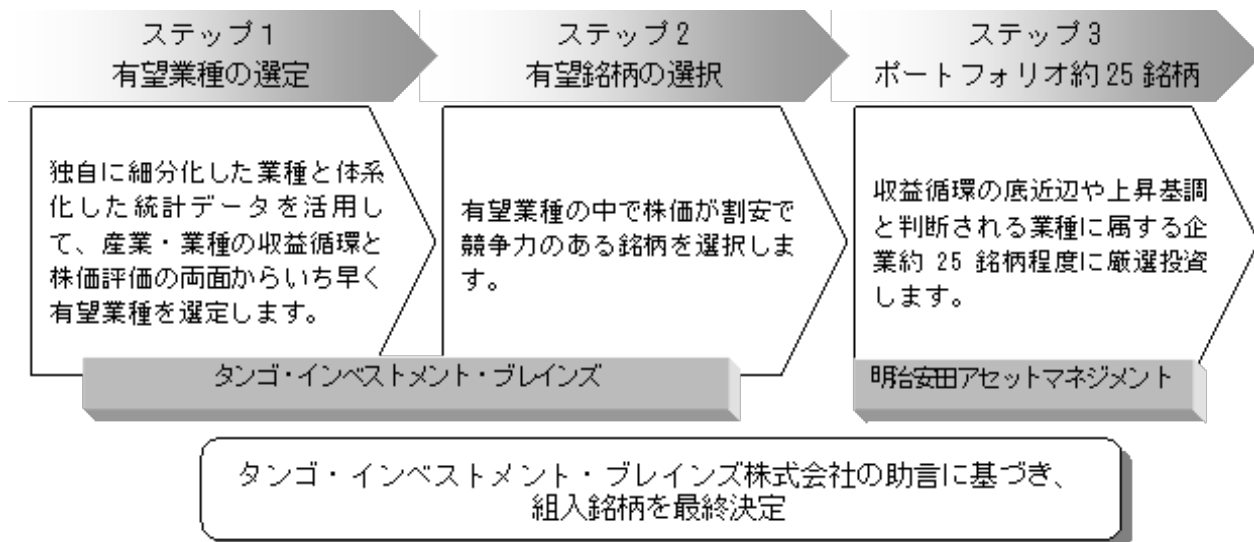 ステップ1
有望業種の選定
ステップ2
有望銘柄の選択
ステップ3
ポートフォリオ約25銘柄
独自に細分化した業種と体系
化した統計データを活用し
て、産業・業種の収益循環と
株価評価の両面からいち早く
有望業種を選定します。
有望業種の中で株価が割安で
競争力のある銘柄を選択しま
す。
収益循環の底近辺や上昇基調
と判断される業種に属する企
業約 25 銘柄程度に厳選投資
します。
タンゴ・インベストメント・ブレインズ
明治安田アセットマネジメント
タンゴ・インベストメント・ブレインズ株式会社の助言に基づき、
組入銘柄を最終決定